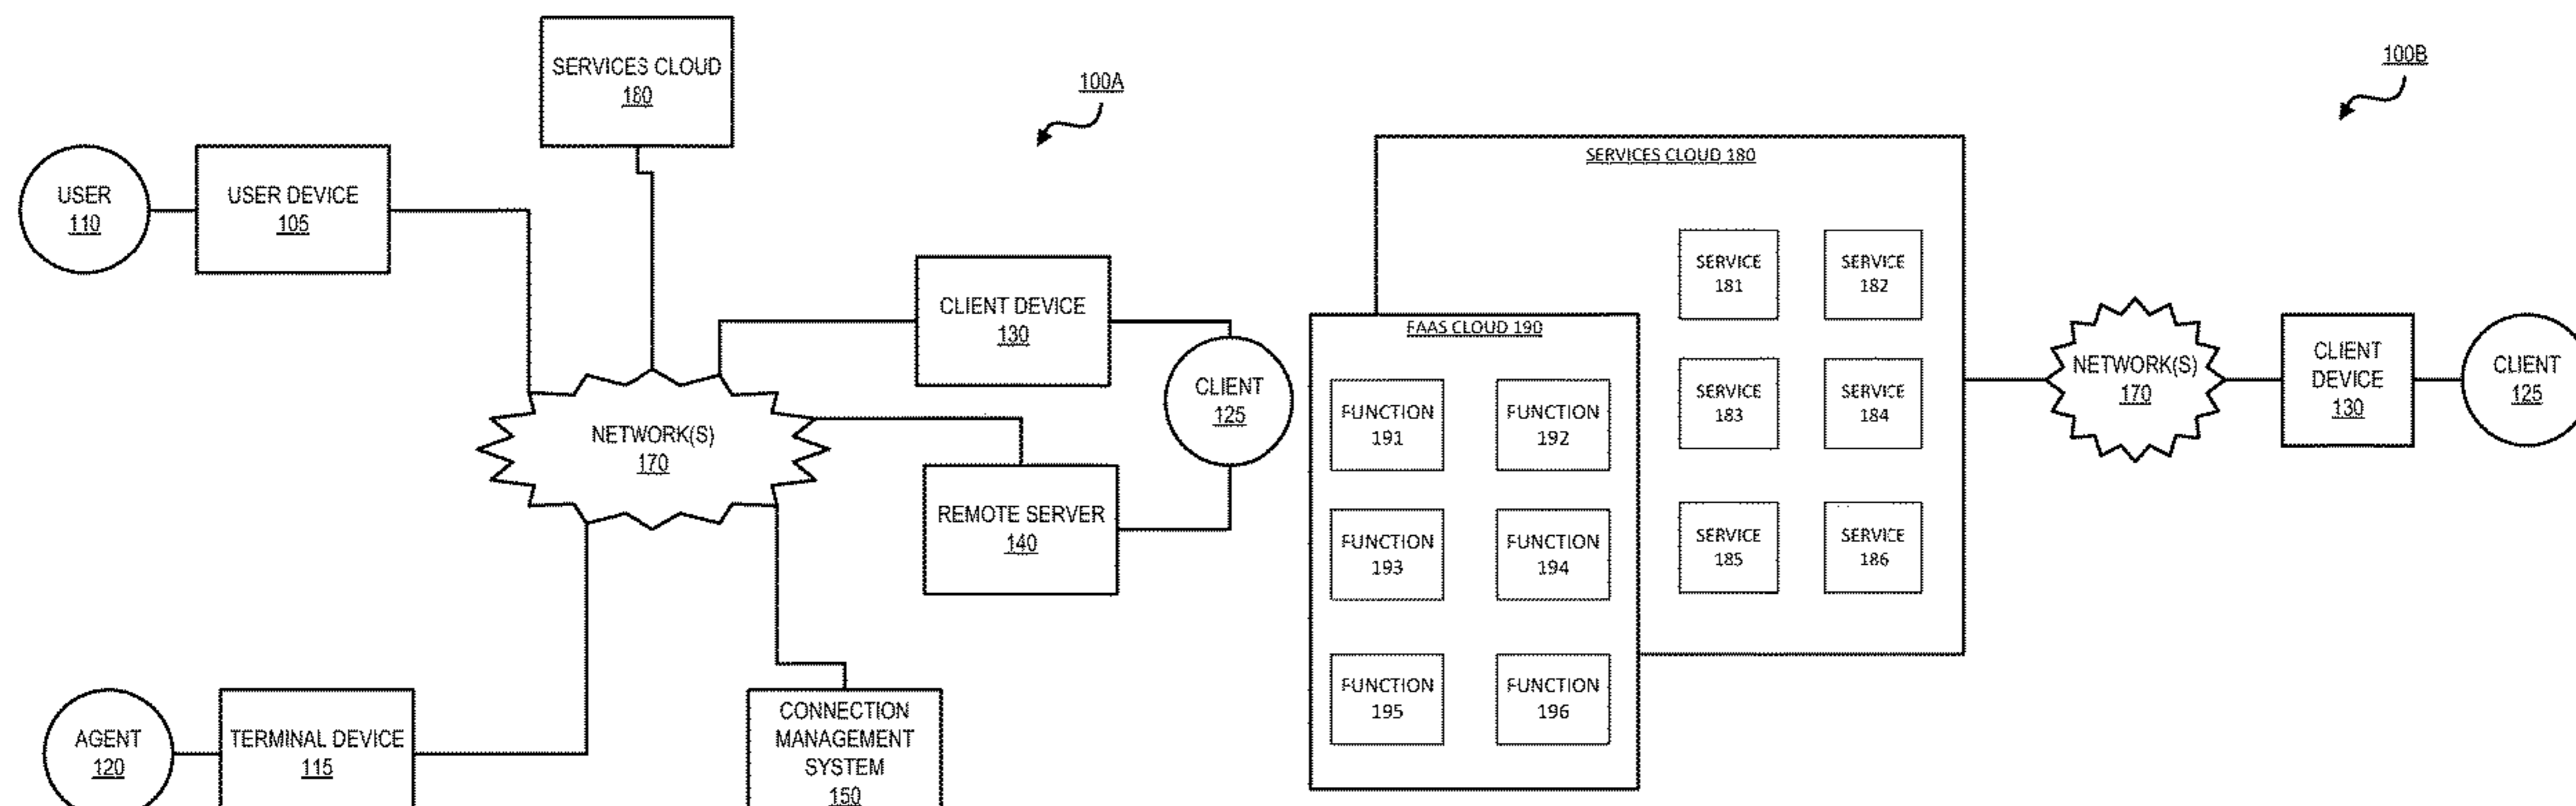 SERVICES CLOUD
180
100A
USER
110
USER DEVICE
105
CLIENT DEVICE
130
CLIENT
125
NETWORK(S)
170
REMOTE SERVER
140
AGENT
120
TERMINAL DEVICE
115
CONNECTION
MANAGEMENT
SYSTEM
150
100B
SERVICES CLOUD 180
SERVICE
181
SERVICE
182
SERVICE
183
SERVICE
184
SERVICE
185
SERVICE
186
FAAS CLOUD 190
FUNCTION
191
FUNCTION
192
FUNCTION
193
FUNCTION
194
FUNCTION
195
FUNCTION
196
NETWORK(S)
170
CLIENT
DEVICE
130
CLIENT
125